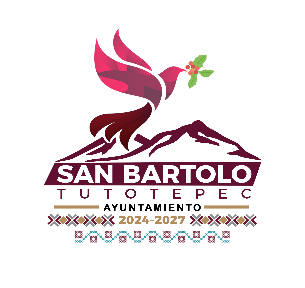 SAN BARTOLO
TUTOTEPEC
AYUNTAMIENTO
2024-2027